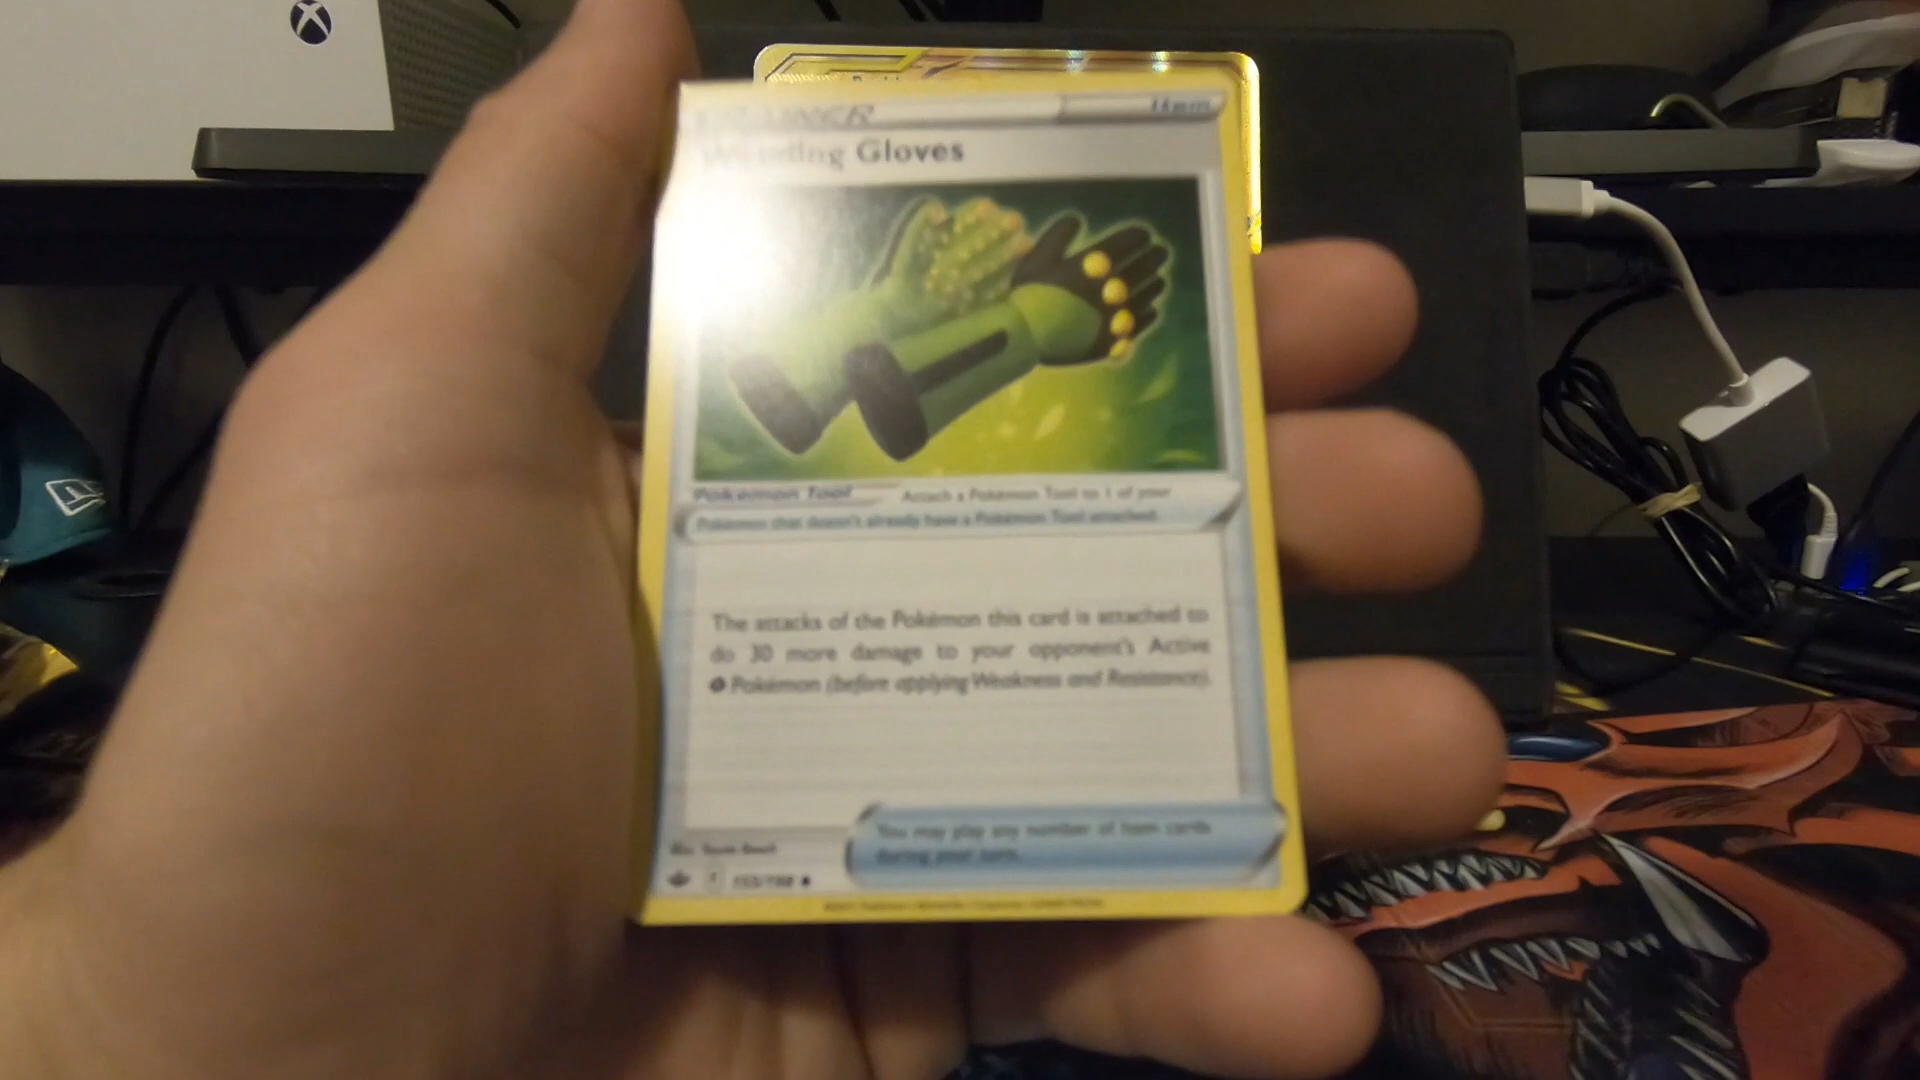 Item
Gloves
Pokémon Tool Attach a Pokémon Tool to 1 of your
Pokémon that doesn't already have a Pokémon Tool attached.
The attacks of the Pokémon this card is attached to
do 30 more damage to your opponent's Active
Pokémon (before applying Weakness and Resistance).
You may play any number of Item cards
during your turn.
155/198